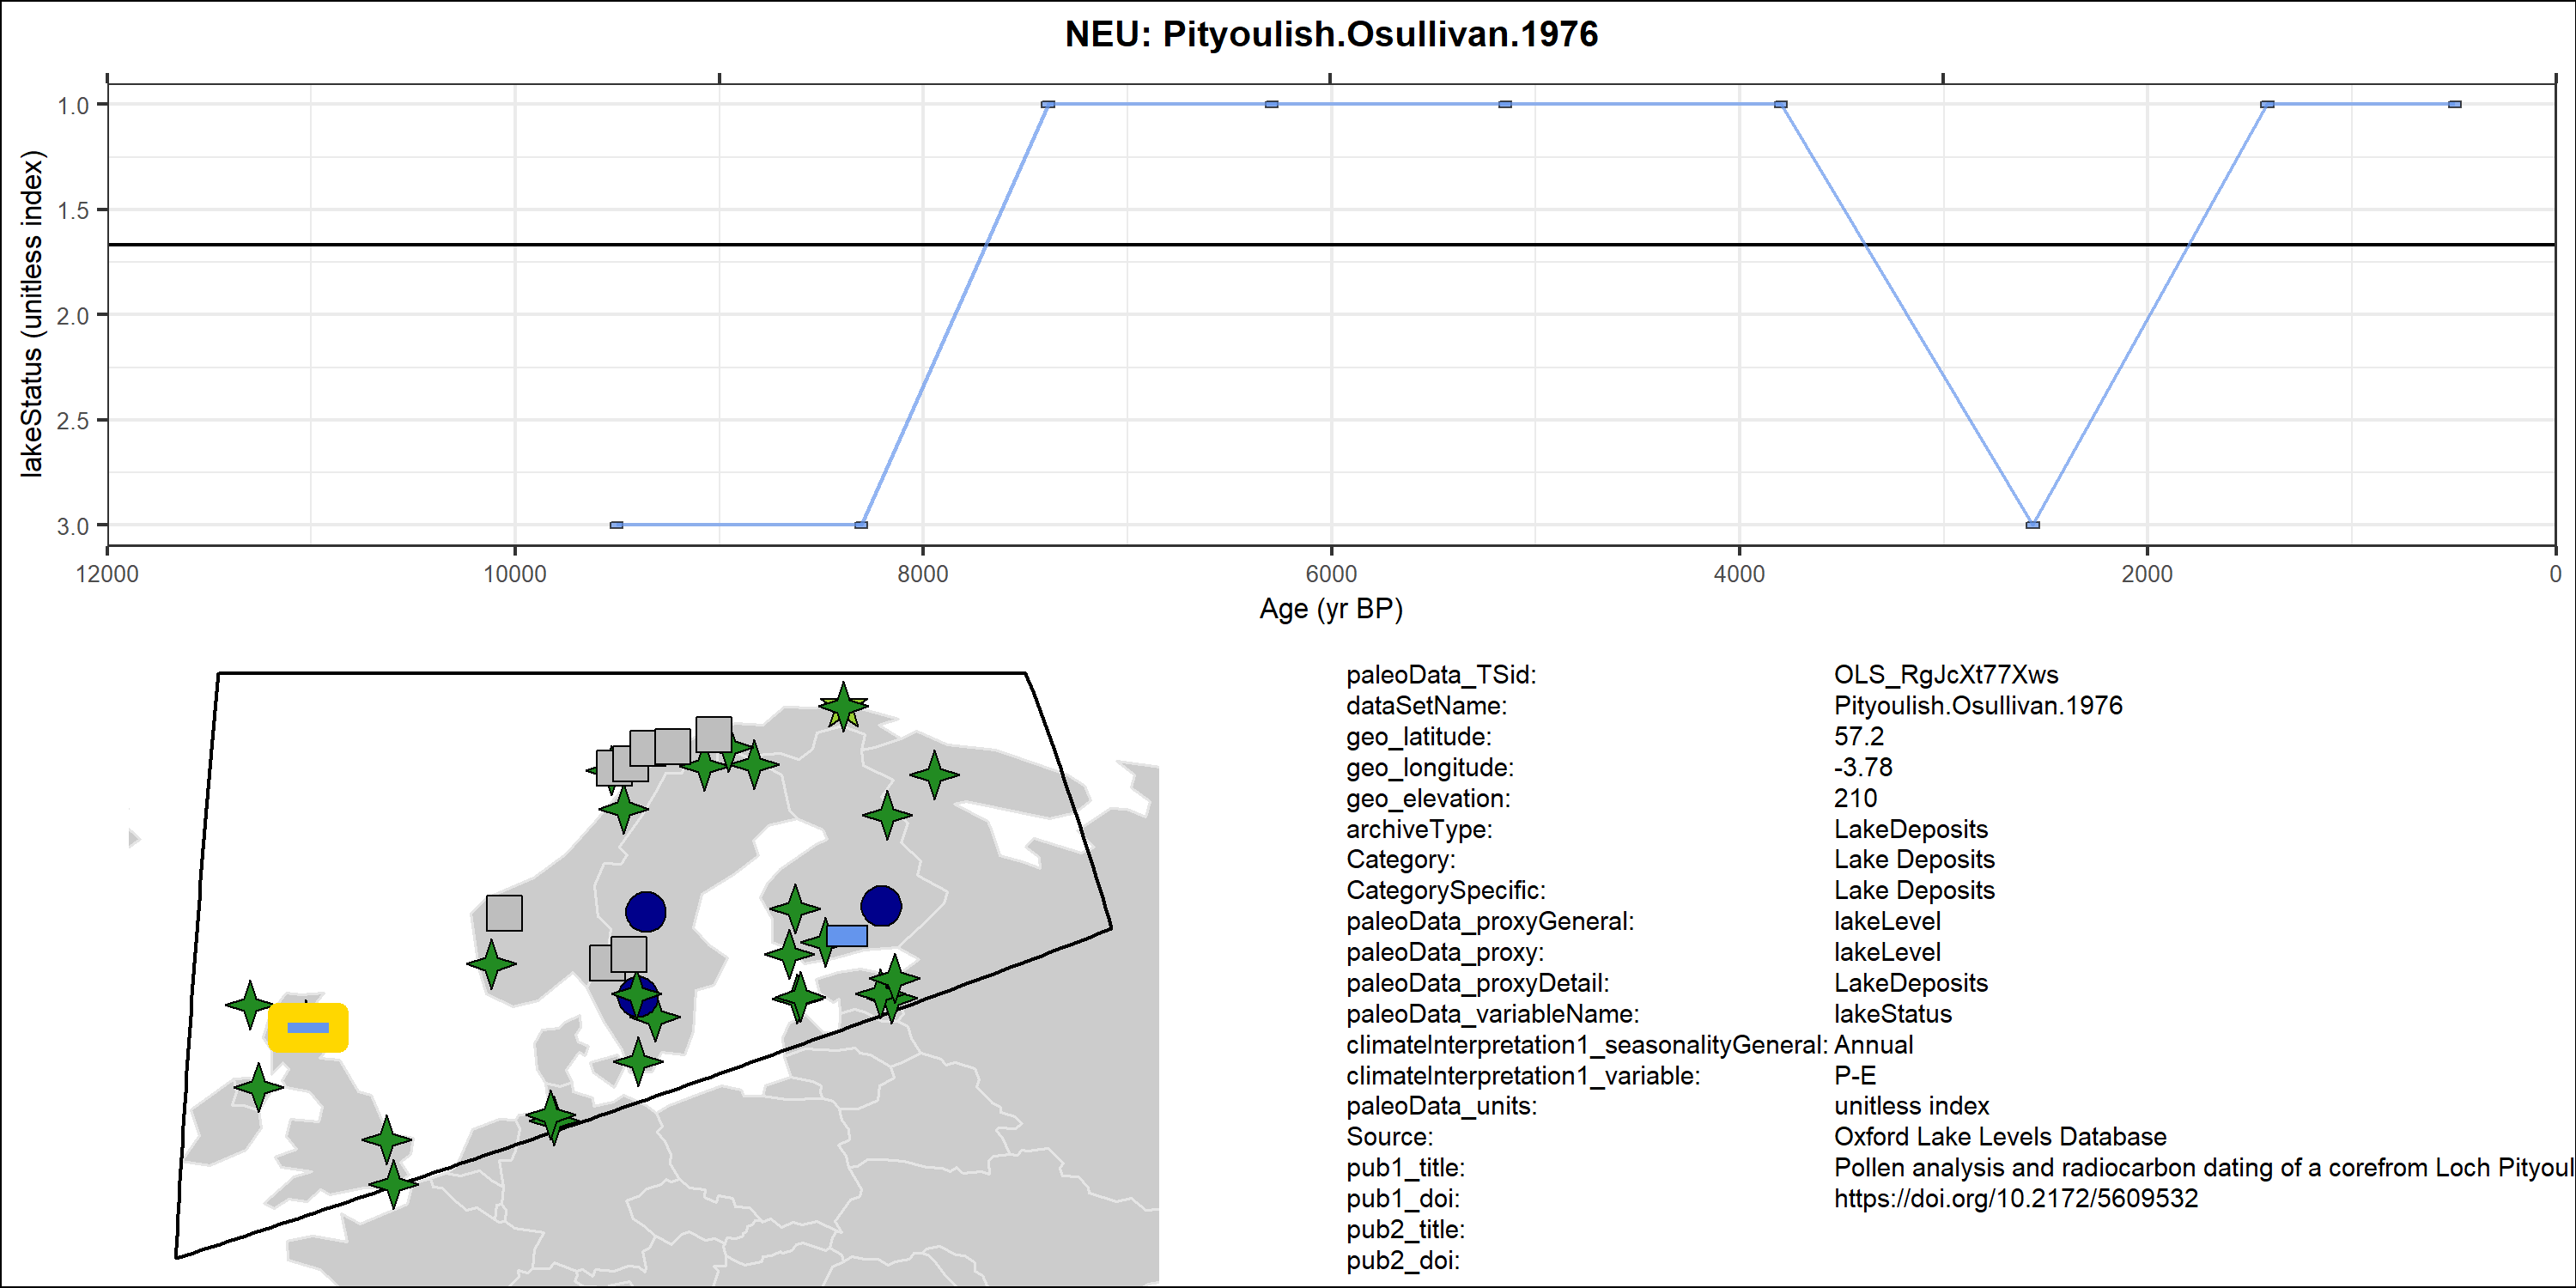 NEU: Pityoulish.Osullivan.1976
lakeStatus (unitless index)
1.0
1.5
2.0
2.5
3.0
12000 10000 8000 6000 4000 2000 0
Age (yr BP)
paleoData_TSid: OLS_RgJcXt77Xws
dataSetName: Pityoulish.Osullivan.1976
geo_latitude: 57.2
geo_longitude: -3.78
geo_elevation: 210
archiveType: LakeDeposits
Category: Lake Deposits
CategorySpecific: Lake Deposits
paleoData_proxyGeneral: lakeLevel
paleoData_proxy: lakeLevel
paleoData_proxyDetail: LakeDeposits
paleoData_variableName: lakeStatus
climateInterpretation1_seasonalityGeneral: Annual
climateInterpretation1_variable: P-E
paleoData_units: unitless index
Source: Oxford Lake Levels Database
pub1_title: Pollen analysis and radiocarbon dating of a corefrom Loch Pityoul
pub1_doi: https://doi.org/10.2172/5609532
pub2_title:
pub2_doi: